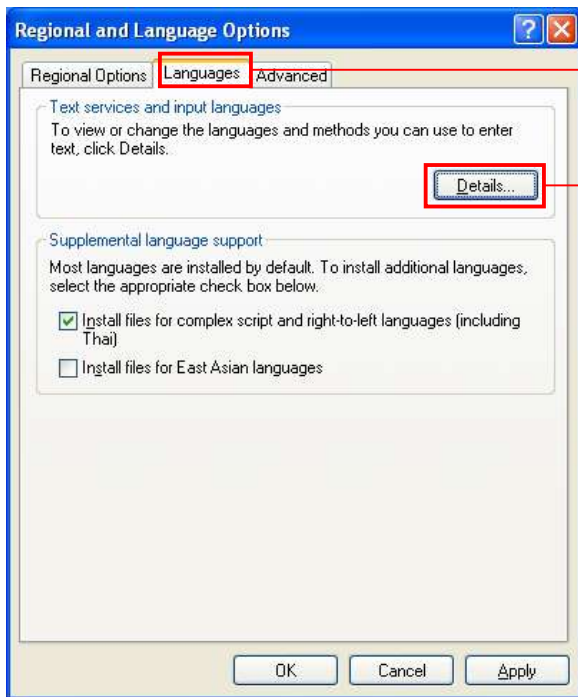 Regional and Language Options
Regional Options Languages Advanced
Text services and input languages
To view or change the languages and methods you can use to enter
text, click Details.
Details...
Supplemental language support
Most languages are installed by default. To install additional languages,
select the appropriate check box below.
Install files for complex script and right-to-left languages (including
Thai)
Install files for East Asian languages
OK Cancel Apply